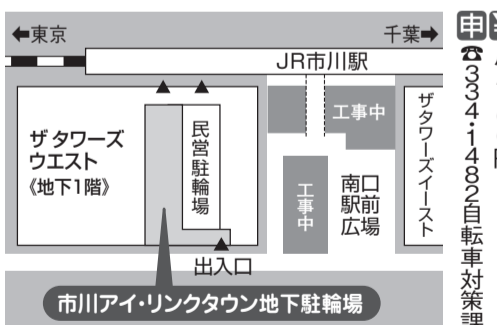 ←東京
千葉→
JR市川駅
工事中
ザ タワーズ
ウエスト
《地下1階》
民営駐輪場
工事中
南口
駅前
広場
ザタワーズイースト
出入口
市川アイ・リンクタウン地下駐輪場
申
☎334・1482自転車対策課